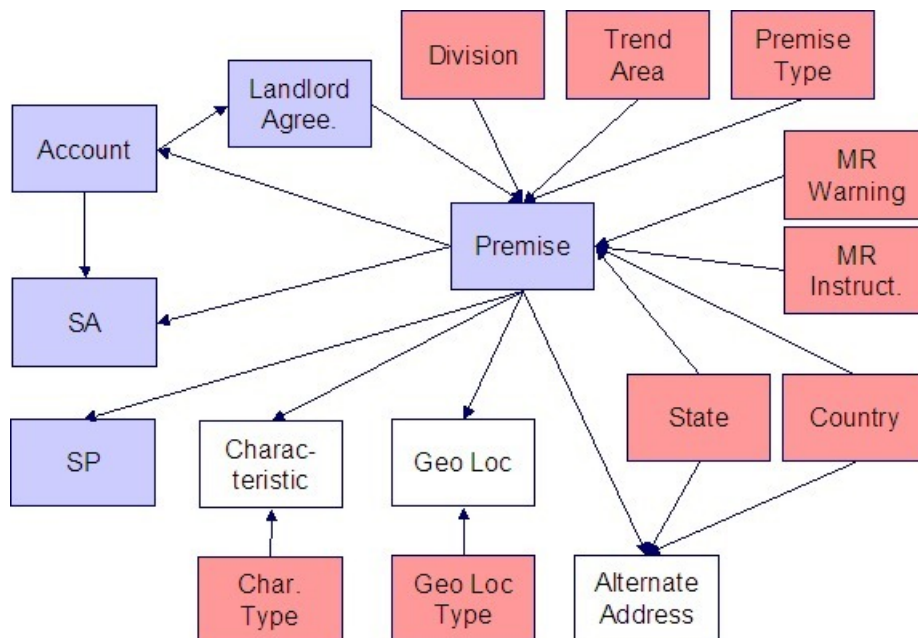 Division
Trend
Area
Premise
Type
Landlord
Agree.
Account
MR
Warning
Premise
MR
Instruct.
SA
State
Country
SP
Charac-
teristic
Geo Loc
Char.
Type
Geo Loc
Type
Alternate
Address